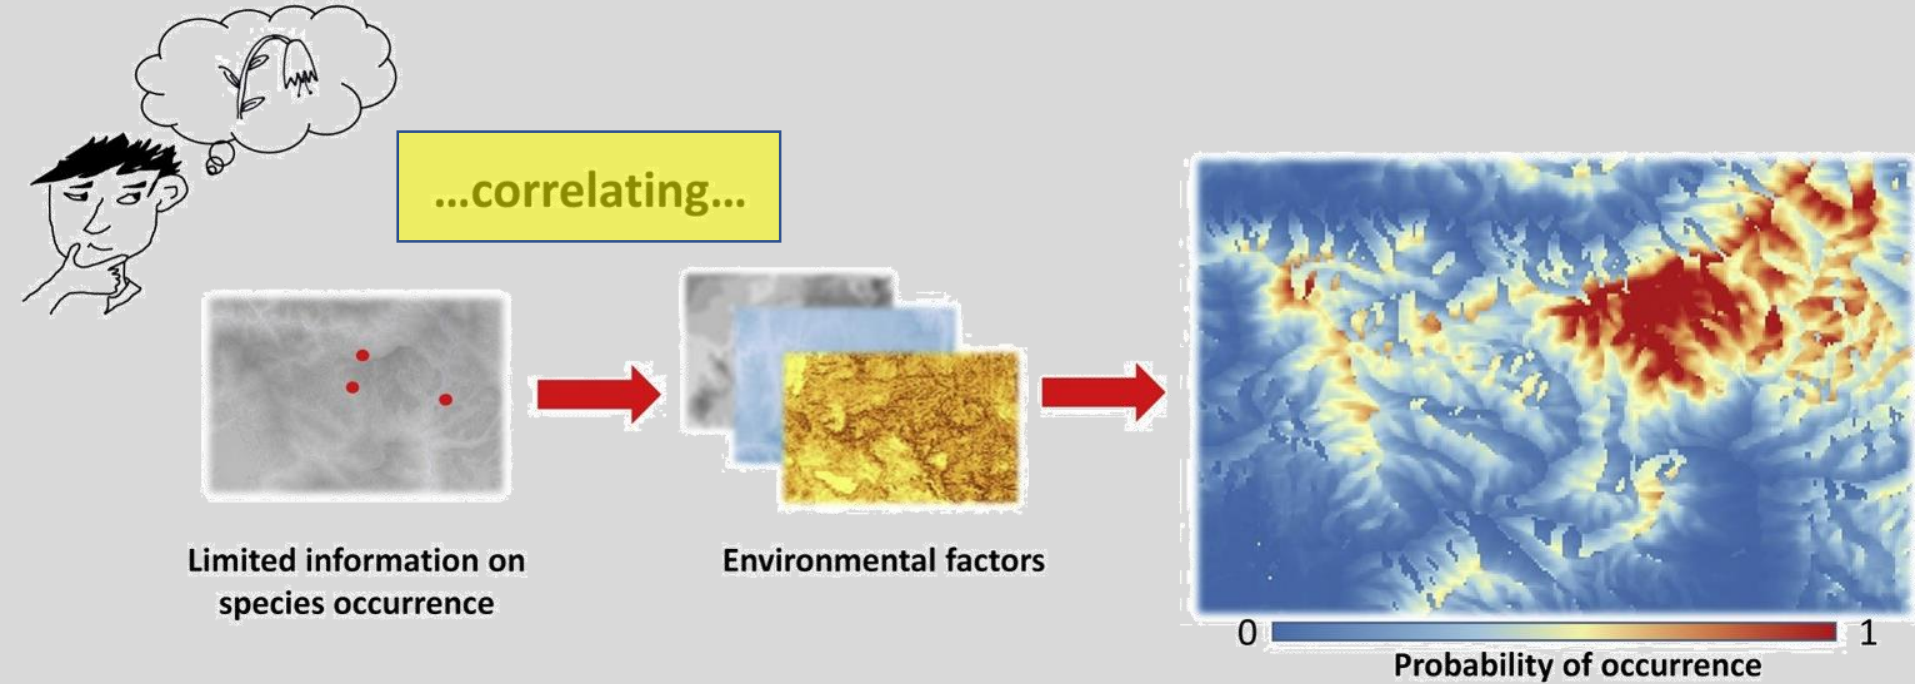 ...correlating...
Limited information on
species occurrence
Environmental factors
0
1
Probability of occurrence